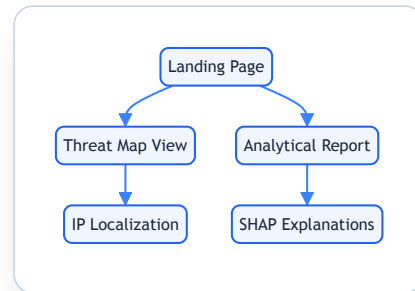 Landing Page
Threat Map View
Analytical Report
IP Localization
SHAP Explanations